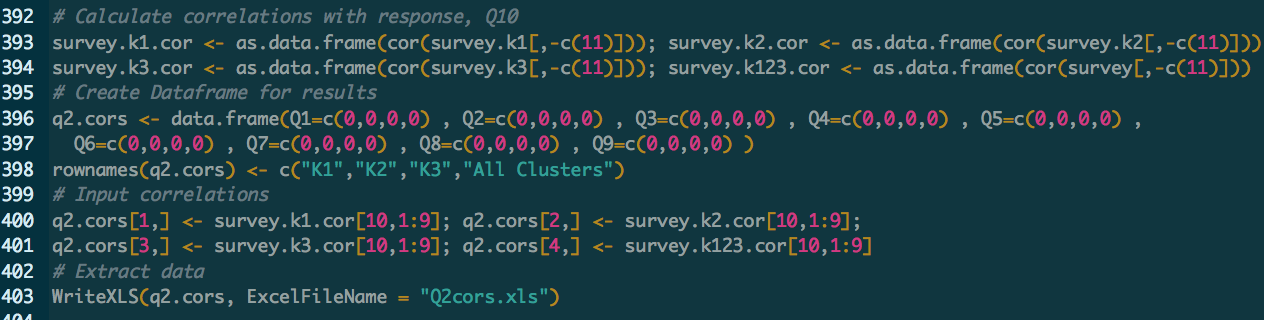 392 # Calculate correlations with response, Q10
393 survey.k1.cor <- as.data.frame(cor(survey.k1[,-c(11)])); survey.k2.cor <- as.data.frame(cor(survey.k2[,-c(11)]))
394 survey.k3.cor <- as.data.frame(cor(survey.k3[,-c(11)])); survey.k123.cor <- as.data.frame(cor(survey[,-c(11)]))
395 # Create Dataframe for results
396 q2.cors <- data.frame(Q1=c(0,0,0,0) , Q2=c(0,0,0,0) , Q3=c(0,0,0,0) , Q4=c(0,0,0,0) , Q5=c(0,0,0,0) ,
397   Q6=c(0,0,0,0) , Q7=c(0,0,0,0) , Q8=c(0,0,0,0) , Q9=c(0,0,0,0) )
398 rownames(q2.cors) <- c("K1","K2","K3","All Clusters")
399 # Input correlations
400 q2.cors[1,] <- survey.k1.cor[10,1:9]; q2.cors[2,] <- survey.k2.cor[10,1:9];
401 q2.cors[3,] <- survey.k3.cor[10,1:9]; q2.cors[4,] <- survey.k123.cor[10,1:9]
402 # Extract data
403 WriteXLS(q2.cors, ExcelFileName = "Q2cors.xls")